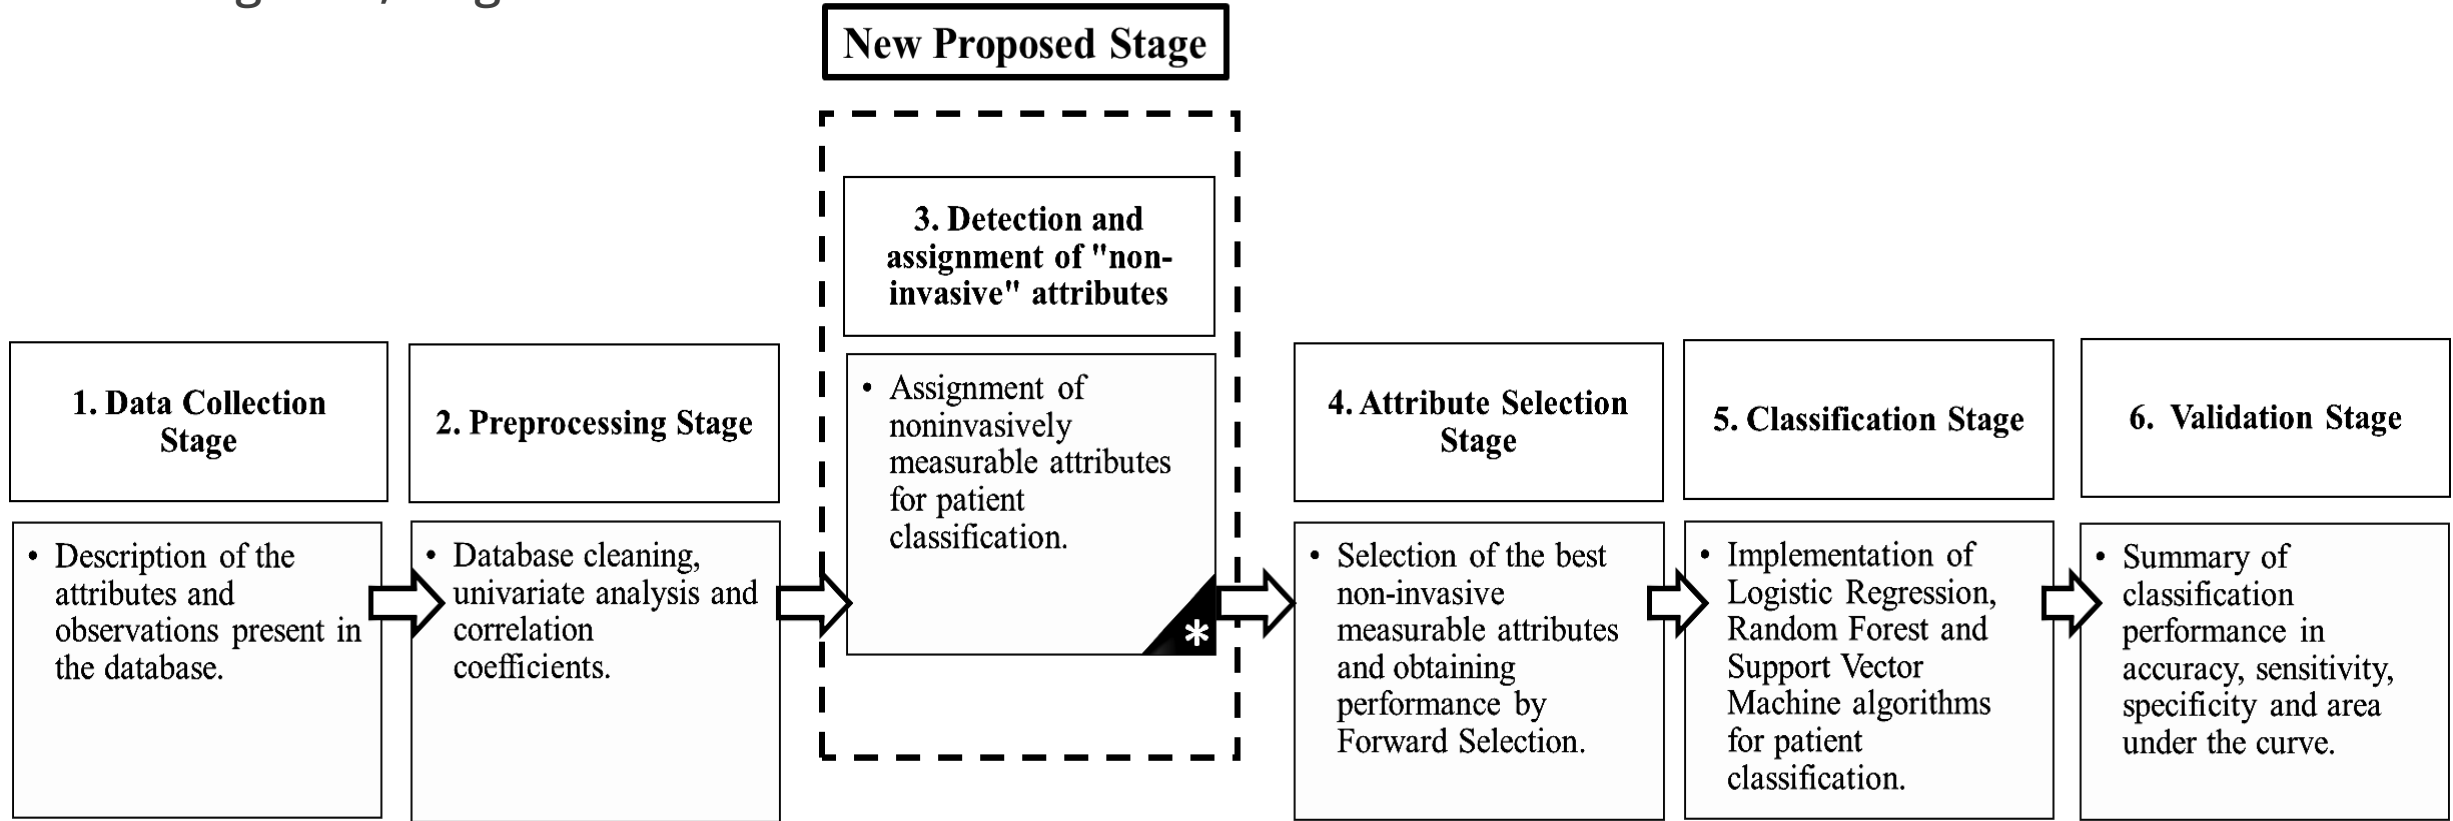 New Proposed Stage
1. Data Collection
Stage
• Description of the
attributes and
observations present in
the database.
2. Preprocessing Stage
• Database cleaning,
univariate analysis and
correlation
coefficients.
3. Detection and
assignment of "non-
invasive" attributes
• Assignment of
noninvasively
measurable attributes
for patient
classification.
*
4. Attribute Selection
Stage
• Selection of the best
non-invasive
measurable attributes
and obtaining
performance by
Forward Selection.
5. Classification Stage
• Implementation of
Logistic Regression,
Random Forest and
Support Vector
Machine algorithms
for patient
classification.
6. Validation Stage
• Summary of
classification
performance in
accuracy, sensitivity,
specificity and area
under the curve.